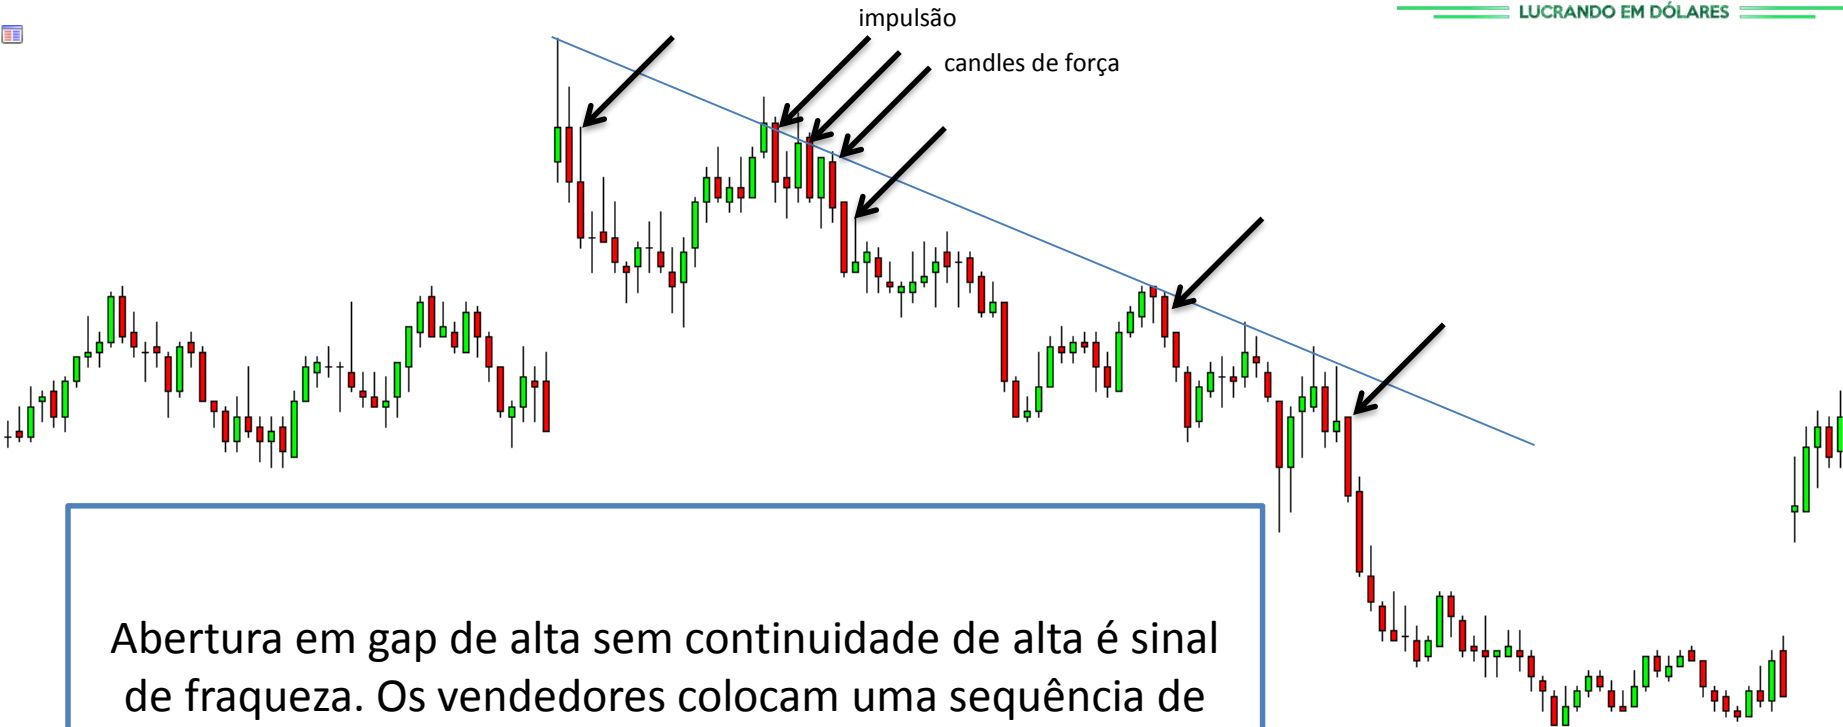 LUCRANDO EM DÓLARES
impulsão
candles de força
Abertura em gap de alta sem continuidade de alta é sinal
de fraqueza. Os vendedores colocam uma sequência de